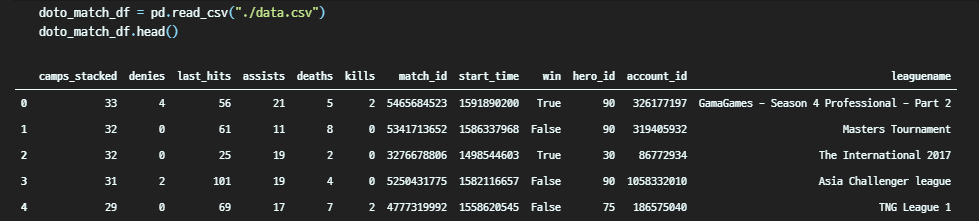 doto_match_df = pd.read_csv("./data.csv")
doto_match_df.head()
camps_stacked denies last_hits assists deaths kills match_id start_time win hero_id account_id leaguename
0 33 4 56 21 5 2 5465684523 1591890200 True 90 326177197 GamaGames - Season 4 Professional - Part 2
1 32 0 61 11 8 0 5341713652 1586337968 False 90 319405932 Masters Tournament
2 32 0 25 19 2 0 3276678806 1498544603 True 30 86772934 The International 2017
3 31 2 101 19 4 0 5250431775 1582116657 False 90 1058332010 Asia Challenger league
4 29 0 69 17 7 2 4777319992 1558620545 False 75 186575040 TNG League 1